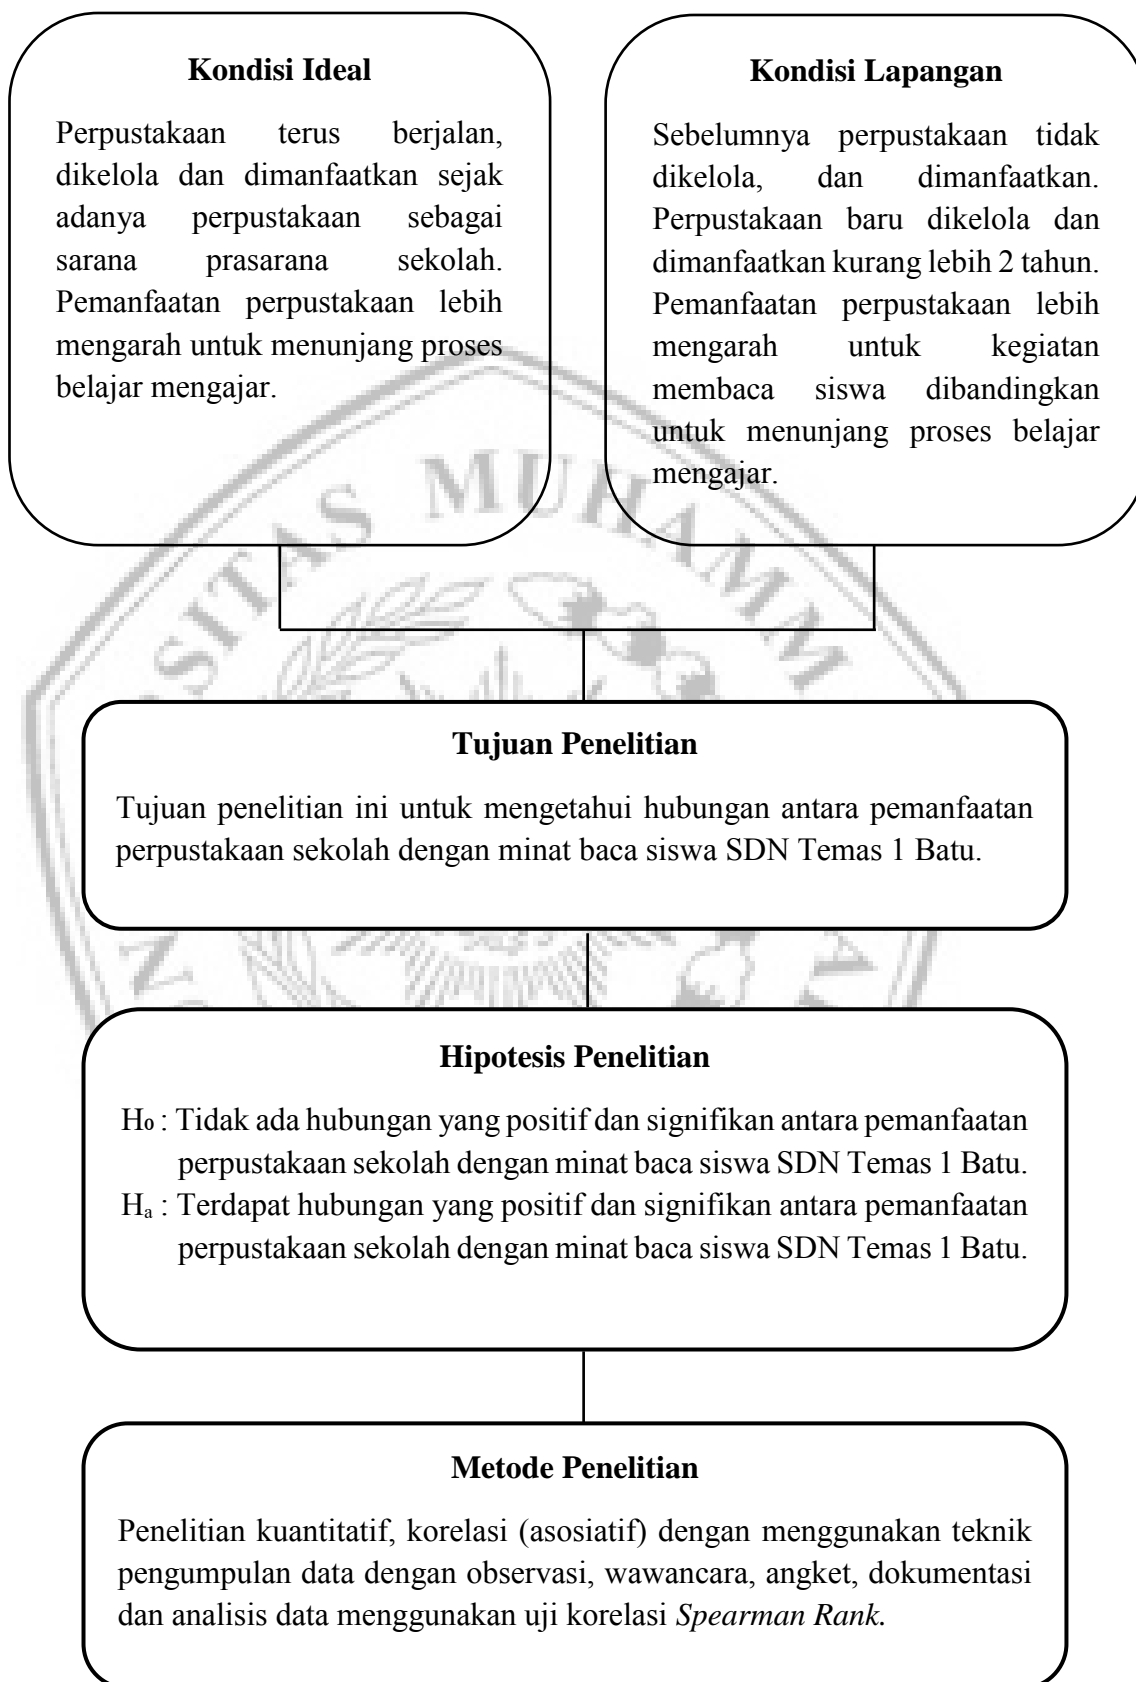 Kondisi Ideal
Perpustakaan terus berjalan,
dikelola dan dimanfaatkan sejak
adanya perpustakaan sebagai
sarana prasarana sekolah.
Pemanfaatan perpustakaan lebih
mengarah untuk menunjang proses
belajar mengajar.
Kondisi Lapangan
Sebelumnya perpustakaan tidak
dikelola, dan dimanfaatkan.
Perpustakaan baru dikelola dan
dimanfaatkan kurang lebih 2 tahun.
Pemanfaatan perpustakaan lebih
mengarah untuk kegiatan
membaca siswa dibandingkan
untuk menunjang proses belajar
mengajar.
SITAS MUHAMM
Tujuan Penelitian
Tujuan penelitian ini untuk mengetahui hubungan antara pemanfaatan
perpustakaan sekolah dengan minat baca siswa SDN Temas 1 Batu.
Hipotesis Penelitian
H₀ : Tidak ada hubungan yang positif dan signifikan antara pemanfaatan
perpustakaan sekolah dengan minat baca siswa SDN Temas 1 Batu.
Hₐ : Terdapat hubungan yang positif dan signifikan antara pemanfaatan
perpustakaan sekolah dengan minat baca siswa SDN Temas 1 Batu.
Metode Penelitian
Penelitian kuantitatif, korelasi (asosiatif) dengan menggunakan teknik
pengumpulan data dengan observasi, wawancara, angket, dokumentasi
dan analisis data menggunakan uji korelasi Spearman Rank.